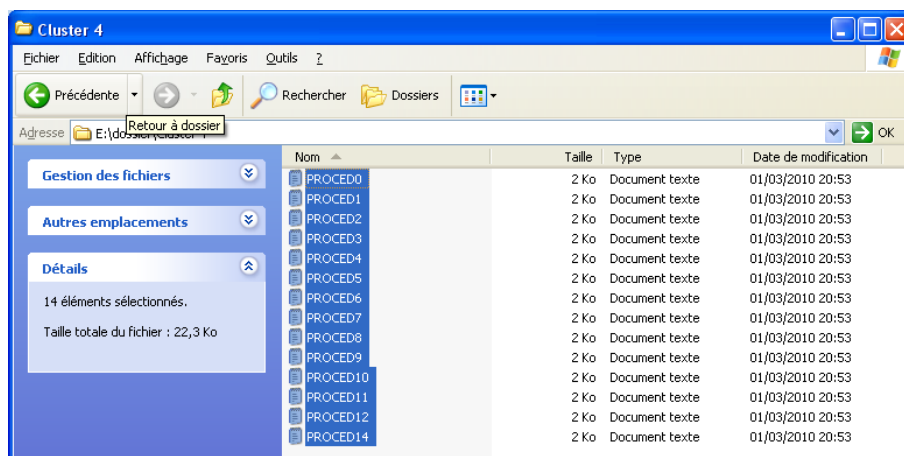 Cluster 4
Fichier Edition Affichage Favoris Outils ?
Précédente Rechercher Dossiers
Adresse E:\dossier\Cluster 4 OK
Retour à dossier
Nom Taille Type Date de modification
Gestion des fichiers
Autres emplacements
Détails
14 éléments sélectionnés.
Taille totale du fichier : 22,3 Ko
PROCED0 2 Ko Document texte 01/03/2010 20:53
PROCED1 2 Ko Document texte 01/03/2010 20:53
PROCED2 2 Ko Document texte 01/03/2010 20:53
PROCED3 2 Ko Document texte 01/03/2010 20:53
PROCED4 2 Ko Document texte 01/03/2010 20:53
PROCED5 2 Ko Document texte 01/03/2010 20:53
PROCED6 2 Ko Document texte 01/03/2010 20:53
PROCED7 2 Ko Document texte 01/03/2010 20:53
PROCED8 2 Ko Document texte 01/03/2010 20:53
PROCED9 2 Ko Document texte 01/03/2010 20:53
PROCED10 2 Ko Document texte 01/03/2010 20:53
PROCED11 2 Ko Document texte 01/03/2010 20:53
PROCED12 2 Ko Document texte 01/03/2010 20:53
PROCED14 2 Ko Document texte 01/03/2010 20:53